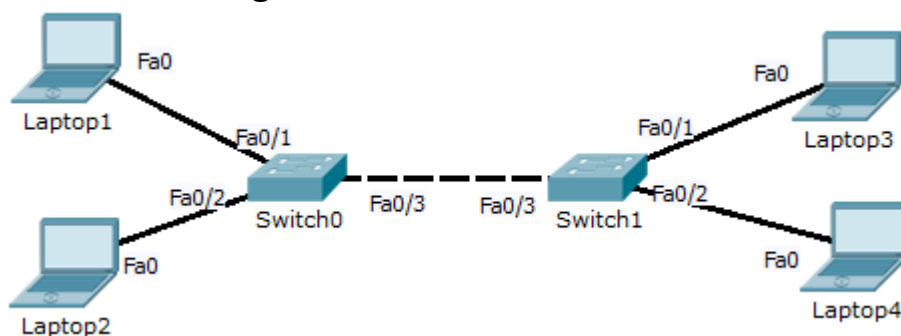 Fa0
Laptop1
Fa0/1
Fa0/2
Fa0
Laptop2
Switch0
Fa0/3
Fa0/3
Switch1
Fa0/1
Fa0
Laptop3
Fa0/2
Fa0
Laptop4